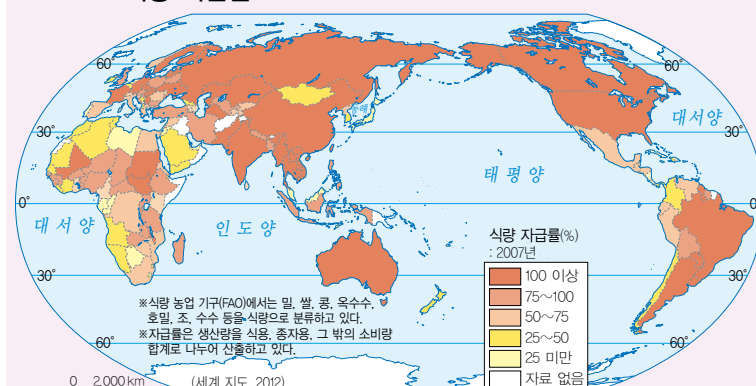 60°
60°
동해
대서양
30°
30°
태평양
0°
0
대서양
인도양
식량 자급률(%)
: 2007년
100 이상
75~100
50~75
25~50
25 미만
자료 없음
30°
30°
※식량 농업 기구(FAO)에서는 밀, 쌀, 콩, 옥수수,
호밀, 조, 수수 등을 식량으로 분류하고 있다.
※자급률은 생산량을 식용, 종자용, 그 밖의 소비량
합계로 나누어 산출하고 있다.
60°
60°
0 2,000 km
(세계 지도, 2012)